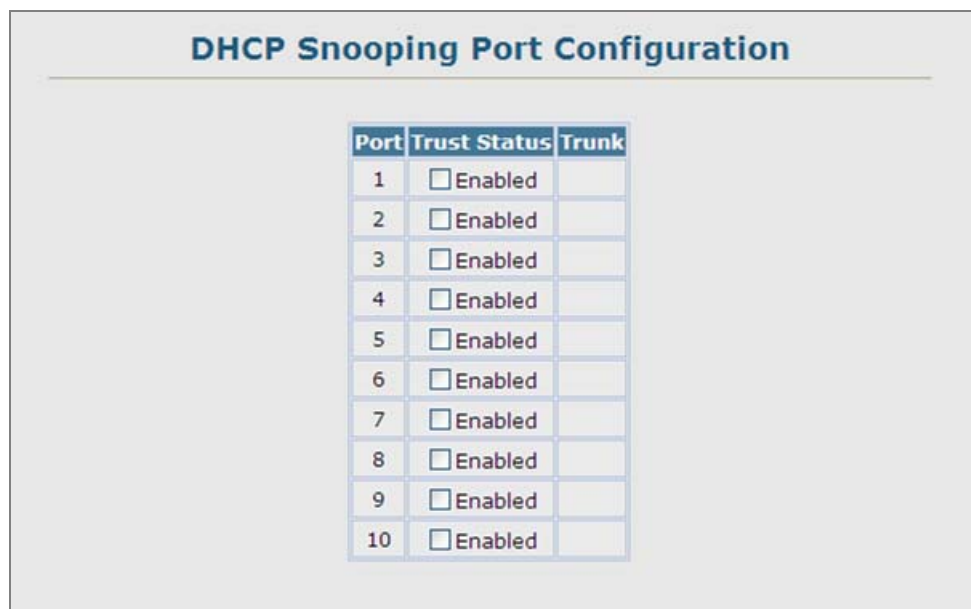 DHCP Snooping Port Configuration
Port Trust Status Trunk
1 Enabled
2 Enabled
3 Enabled
4 Enabled
5 Enabled
6 Enabled
7 Enabled
8 Enabled
9 Enabled
10 Enabled